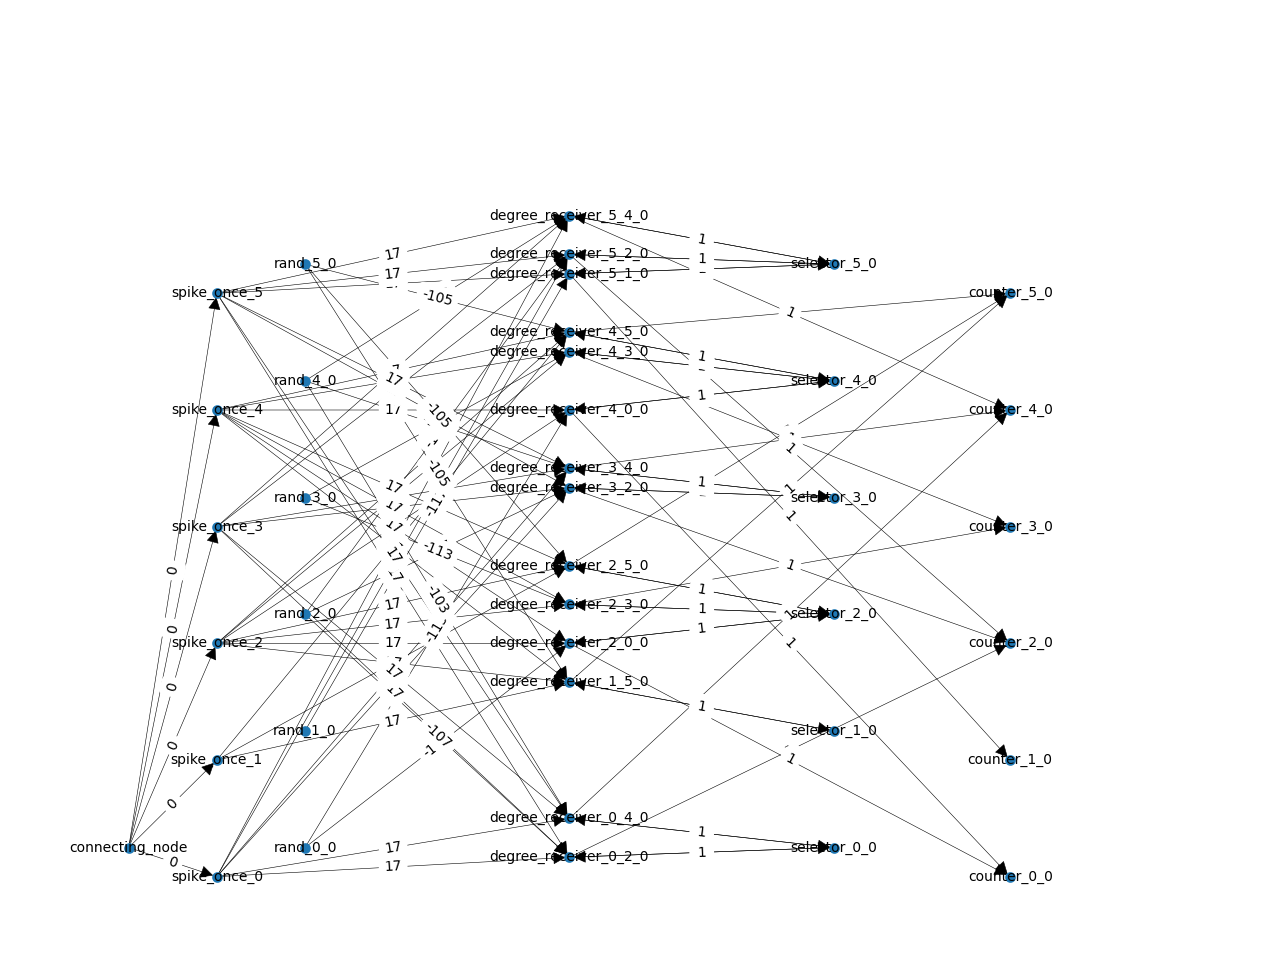 degree_receiver_5_4_0
1
17
degree_receiver_5_2_0
1
rand_5_0
selector_5_0
17
degree_receiver_5_1_0
spike_once_5
counter_5_0
-105
1
degree_receiver_4_5_0
degree_receiver_4_3_0
1
17
rand_4_0
selector_4_0
1
spike_once_4
17
degree_receiver_4_0_0
counter_4_0
-105
1
degree_receiver_3_4_0
-105
1
17
degree_receiver_3_2_0
1
rand_3_0
selector_3_0
17
1
spike_once_3
17
counter_3_0
17
-113
degree_receiver_2_5_0
1
0
1
-103
17
degree_receiver_2_3_0
1
rand_2_0
selector_2_0
17
1
0
spike_once_2
17
degree_receiver_2_0_0
1
counter_2_0
17
degree_receiver_1_5_0
0
17
1
17
rand_1_0
selector_1_0
-107
0
spike_once_1
1
counter_1_0
0
degree_receiver_0_4_0
1
connecting_node
17
rand_0_0
selector_0_0
1
0
17
degree_receiver_0_2_0
spike_once_0
counter_0_0